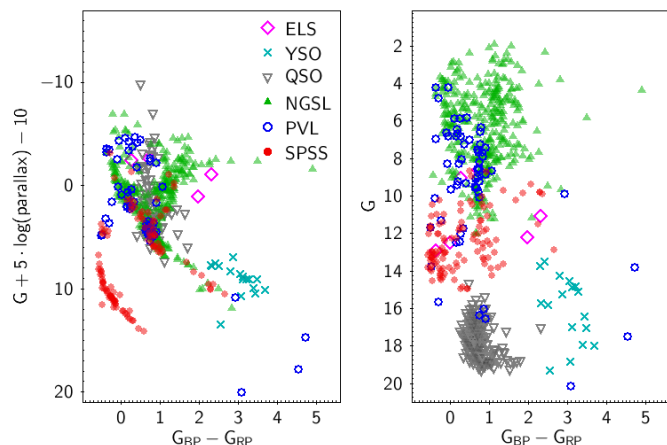 ELS
YSO
QSO
NGSL
PVL
SPSS
G + 5 · log(parallax) − 10
−10
0
10
20
0 1 2 3 4 5
G_BP − G_RP
G
2
4
6
8
10
12
14
16
18
20
0 1 2 3 4 5
G_BP − G_RP